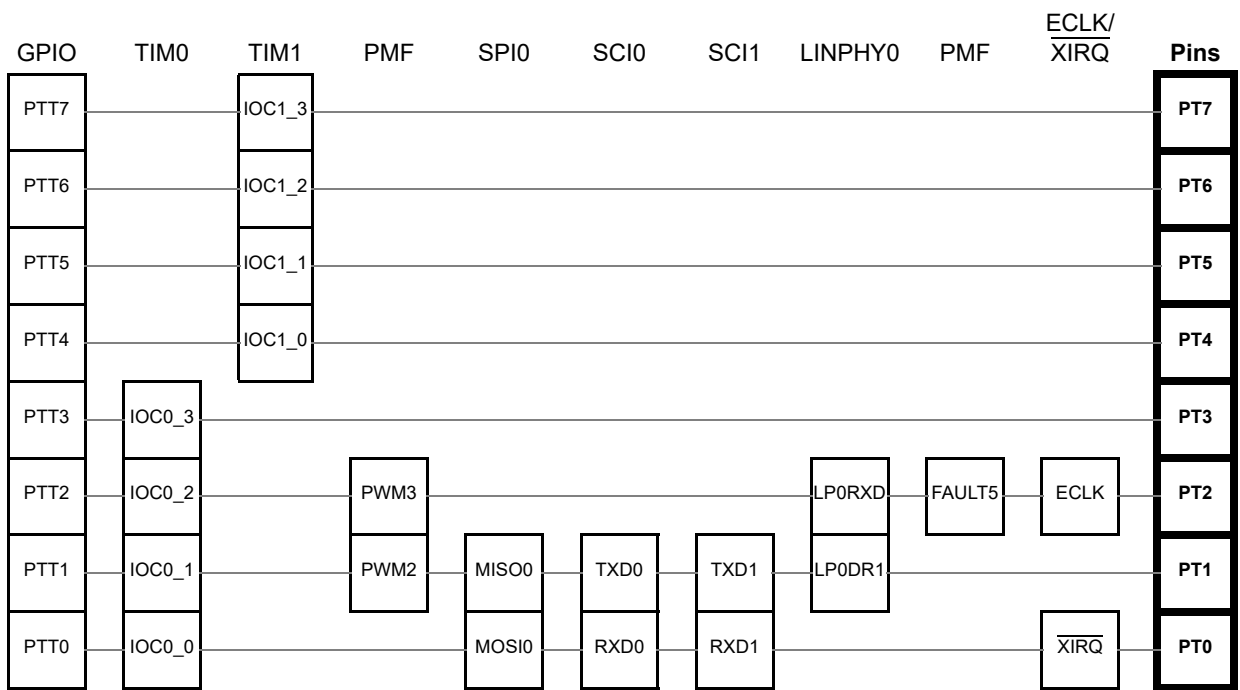 ECLK/
GPIO TIM0 TIM1 PMF SPI0 SCI0 SCI1 LINPHY0 PMF XIRQ Pins
PTT7 IOC1_3 PT7
PTT6 IOC1_2 PT6
PTT5 IOC1_1 PT5
PTT4 IOC1_0 PT4
PTT3 IOC0_3 PT3
PTT2 IOC0_2 PWM3 LP0RXD FAULT5 ECLK PT2
PTT1 IOC0_1 PWM2 MISO0 TXD0 TXD1 LP0DR1 PT1
PTT0 IOC0_0 MOSI0 RXD0 RXD1 XIRQ PT0